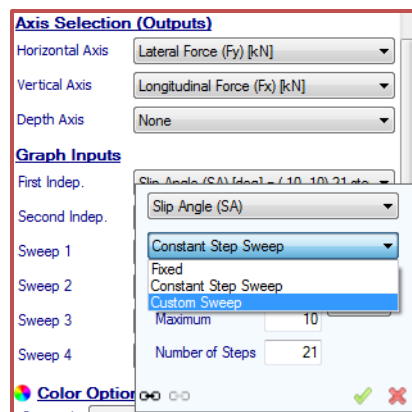 Axis Selection (Outputs)
Horizontal Axis Lateral Force (Fy) [kN]
Vertical Axis Longitudinal Force (Fx) [kN]
Depth Axis None
Graph Inputs
First Indep. Slip Angle (SA) [deg] = (-10, 10) 21 ste
Slip Angle (SA)
Second Indep.
Sweep 1 Constant Step Sweep
Fixed
Sweep 2 Constant Step Sweep
Custom Sweep
Sweep 3 Maximum 10
Sweep 4 Number of Steps 21
Color Optio